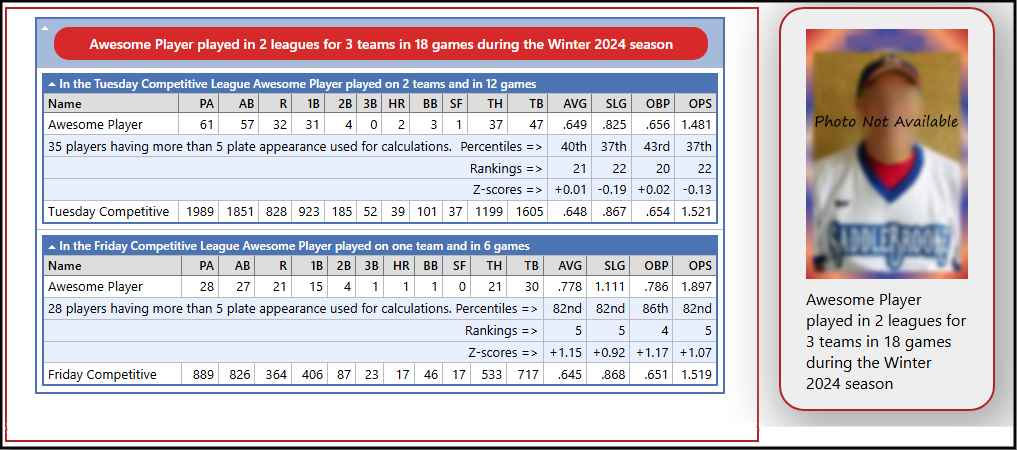 Awesome Player played in 2 leagues for 3 teams in 18 games during the Winter 2024 season
In the Tuesday Competitive League Awesome Player played on 2 teams and in 12 games
Name PA AB R 1B 2B 3B HR BB SF TH TB AVG SLG OBP OPS
Awesome Player 61 57 32 31 4 0 2 3 1 37 47 .649 .825 .656 1.481
35 players having more than 5 plate appearance used for calculations. Percentiles => 40th 37th 43rd 37th
Rankings => 21 22 20 22
Z-scores => +0.01 -0.19 +0.02 -0.13
Tuesday Competitive 1989 1851 828 923 185 52 39 101 37 1199 1605 .648 .867 .654 1.521
In the Friday Competitive League Awesome Player played on one team and in 6 games
Name PA AB R 1B 2B 3B HR BB SF TH TB AVG SLG OBP OPS
Awesome Player 28 27 21 15 4 1 1 1 0 21 30 .778 1.111 .786 1.897
28 players having more than 5 plate appearance used for calculations. Percentiles => 82nd 82nd 86th 82nd
Rankings => 5 5 4 5
Z-scores => +1.15 +0.92 +1.17 +1.07
Friday Competitive 889 826 364 406 87 23 17 46 17 533 717 .645 .868 .651 1.519
Photo Not Available
SADDLEBROOKE
Awesome Player
played in 2 leagues for
3 teams in 18 games
during the Winter
2024 season